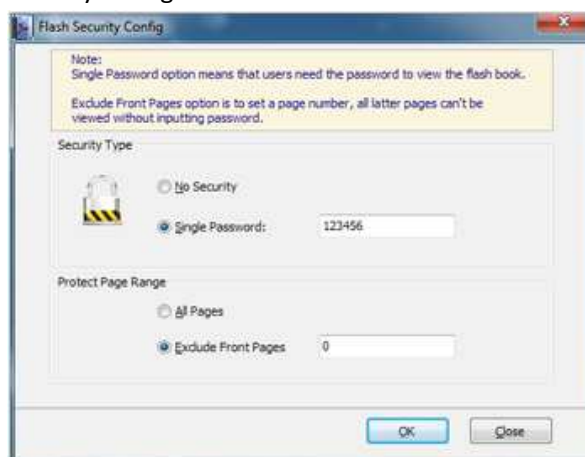 Flash Security Config
Note:
Single Password option means that users need the password to view the flash book.
Exclude Front Pages option is to set a page number, all latter pages can't be
viewed without inputting password.
Security Type
No Security
Single Password:
123456
Protect Page Range
All Pages
Exclude Front Pages
0
OK
Close